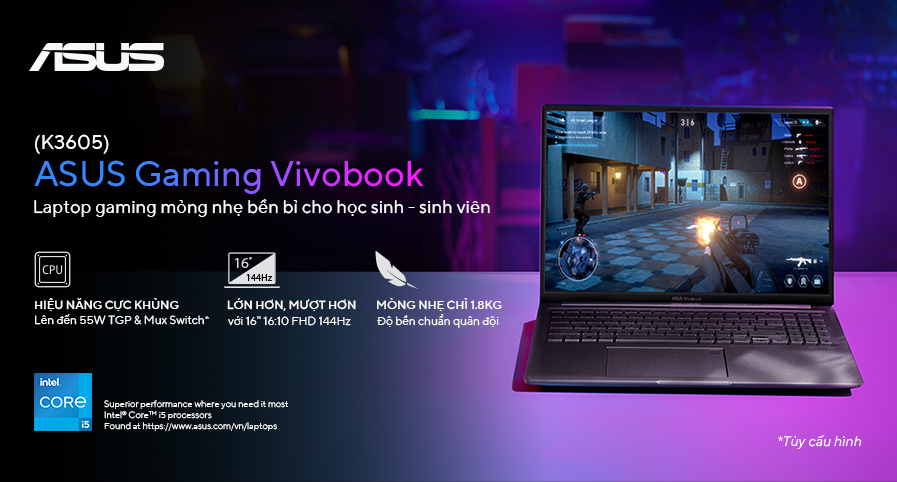 ASUS
(K3605)
ASUS Gaming Vivobook
Laptop gaming mỏng nhẹ bền bỉ cho học sinh - sinh viên
CPU
HIỆU NĂNG CỰC KHỦNG
Lên đến 55W TGP & Mux Switch*
16"
144Hz
LỚN HƠN, MƯỢT HƠN
với 16" 16:10 FHD 144Hz
MỎNG NHẸ CHỈ 1.8KG
Độ bền chuẩn quân đội
3 | 6
A
ASUS Vivobook
intel.
CORE
i5
Superior performance where you need it most
Intel® Core™ i5 processors
Found at https://www.asus.com/vn/laptops
*Tùy cấu hình